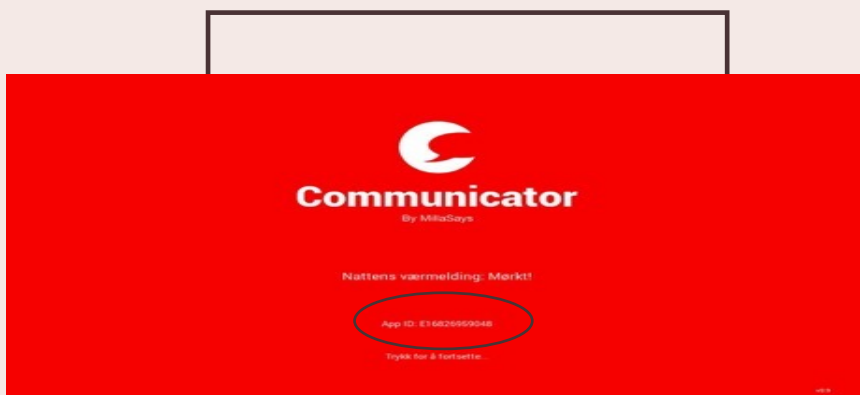 Communicator
By MillaSays
Nattens værmelding: Mørkt!
App ID: E16826959048
Trykk for å fortsette...